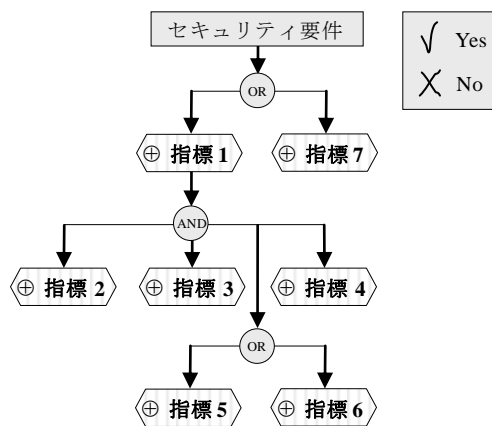 セキュリティ要件
√ Yes
X No
OR
⊕ 指標 1
⊕ 指標 7
AND
⊕ 指標 2
⊕ 指標 3
⊕ 指標 4
OR
⊕ 指標 5
⊕ 指標 6